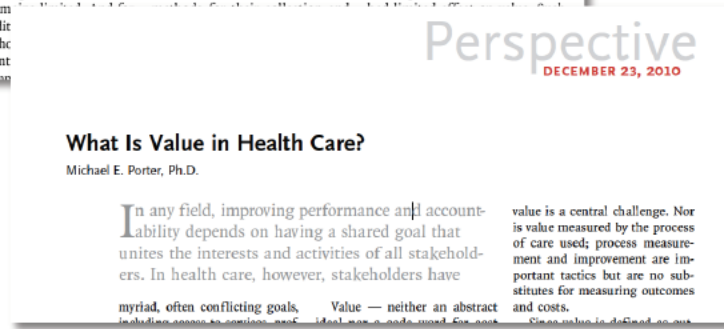 Perspective
DECEMBER 23, 2010
What Is Value in Health Care?
Michael E. Porter, Ph.D.
In any field, improving performance and account-
ability depends on having a shared goal that
unites the interests and activities of all stakehold-
ers. In health care, however, stakeholders have
myriad, often conflicting goals,
Value — neither an abstract
value is a central challenge. Nor
is value measured by the process
of care used; process measure-
ment and improvement are im-
portant tactics but are no sub-
stitutes for measuring outcomes
and costs.